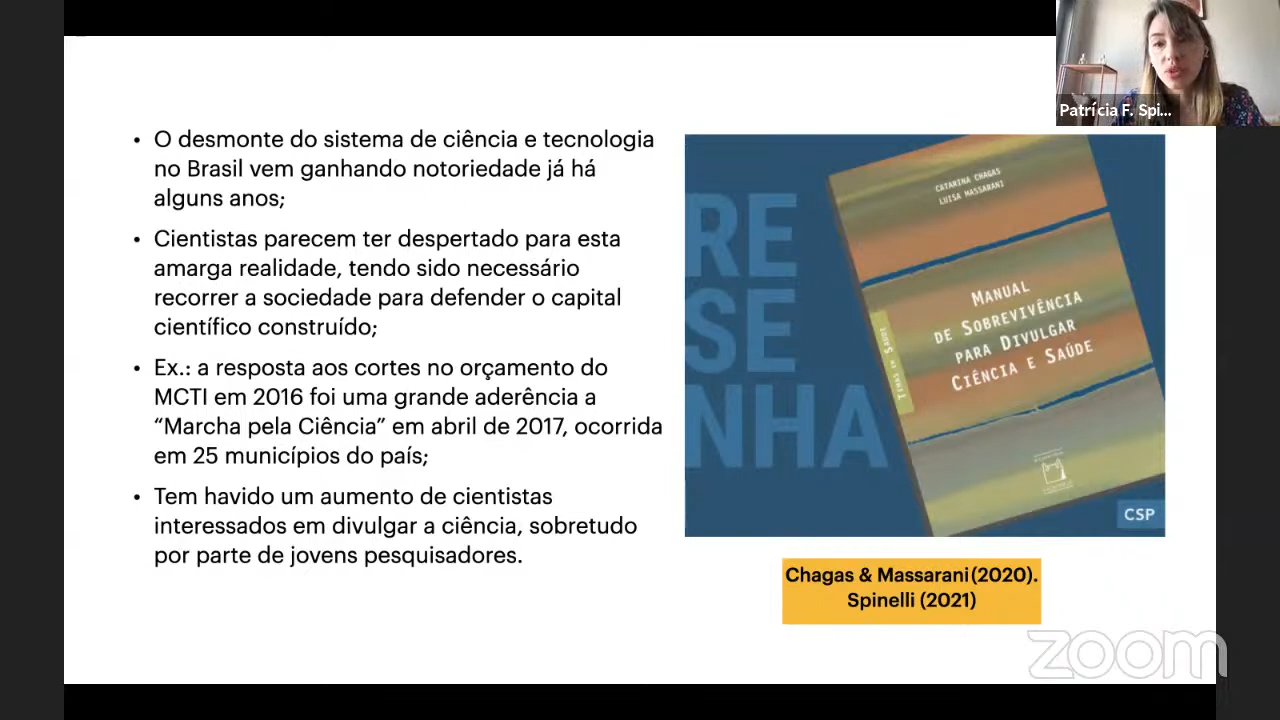 Patrícia F. Spi...
• O desmonte do sistema de ciência e tecnologia
no Brasil vem ganhando notoriedade já há
alguns anos;
• Cientistas parecem ter despertado para esta
amarga realidade, tendo sido necessário
recorrer a sociedade para defender o capital
científico construído;
• Ex.: a resposta aos cortes no orçamento do
MCTI em 2016 foi uma grande aderência a
“Marcha pela Ciência” em abril de 2017, ocorrida
em 25 municípios do país;
• Tem havido um aumento de cientistas
interessados em divulgar a ciência, sobretudo
por parte de jovens pesquisadores.
RE
SE
NHA
CATARINA CHAGAS
LUISA MASSARANI
MANUAL
DE SOBREVIVÊNCIA
PARA DIVULGAR
CIÊNCIA E SAÚDE
TEMAS EM SAÚDE
CSP
Chagas & Massarani (2020).
Spinelli (2021)
zoom